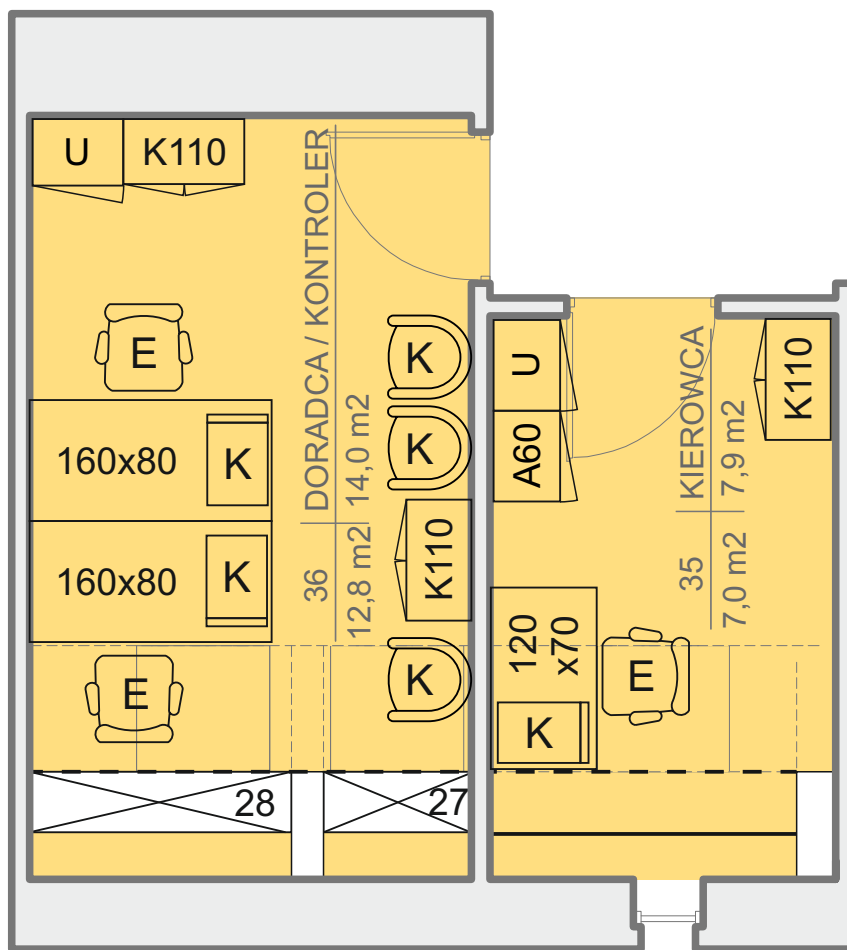 U
K110
E
160x80
K
160x80
K
E
DORADCA / KONTROLER
14,0 m2
36
12,8 m2
K
K
K110
K
28
27
U
A60
K110
KIEROWCA
7,9 m2
35
7,0 m2
120
x70
E
K